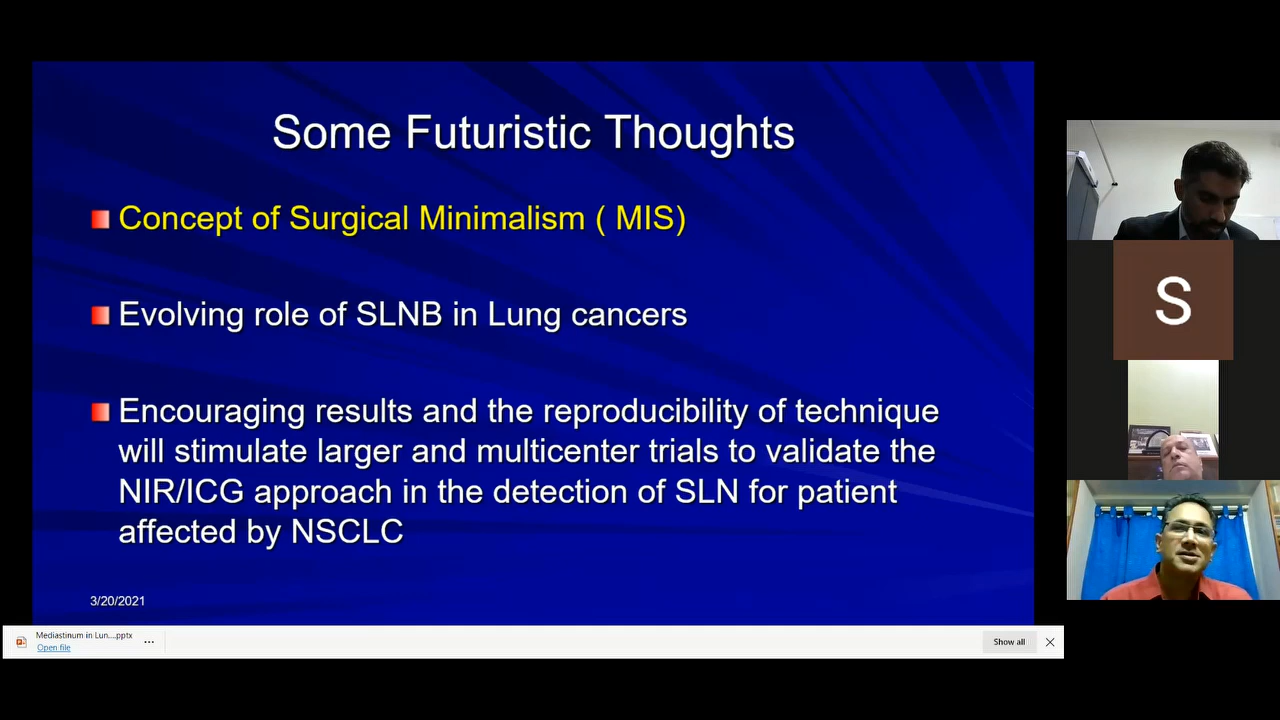 Some Futuristic Thoughts
Concept of Surgical Minimalism ( MIS)
Evolving role of SLNB in Lung cancers
Encouraging results and the reproducibility of technique
will stimulate larger and multicenter trials to validate the
NIR/ICG approach in the detection of SLN for patient
affected by NSCLC
3/20/2021
S
Mediastinum in Lun....pptx
Open file
Show all